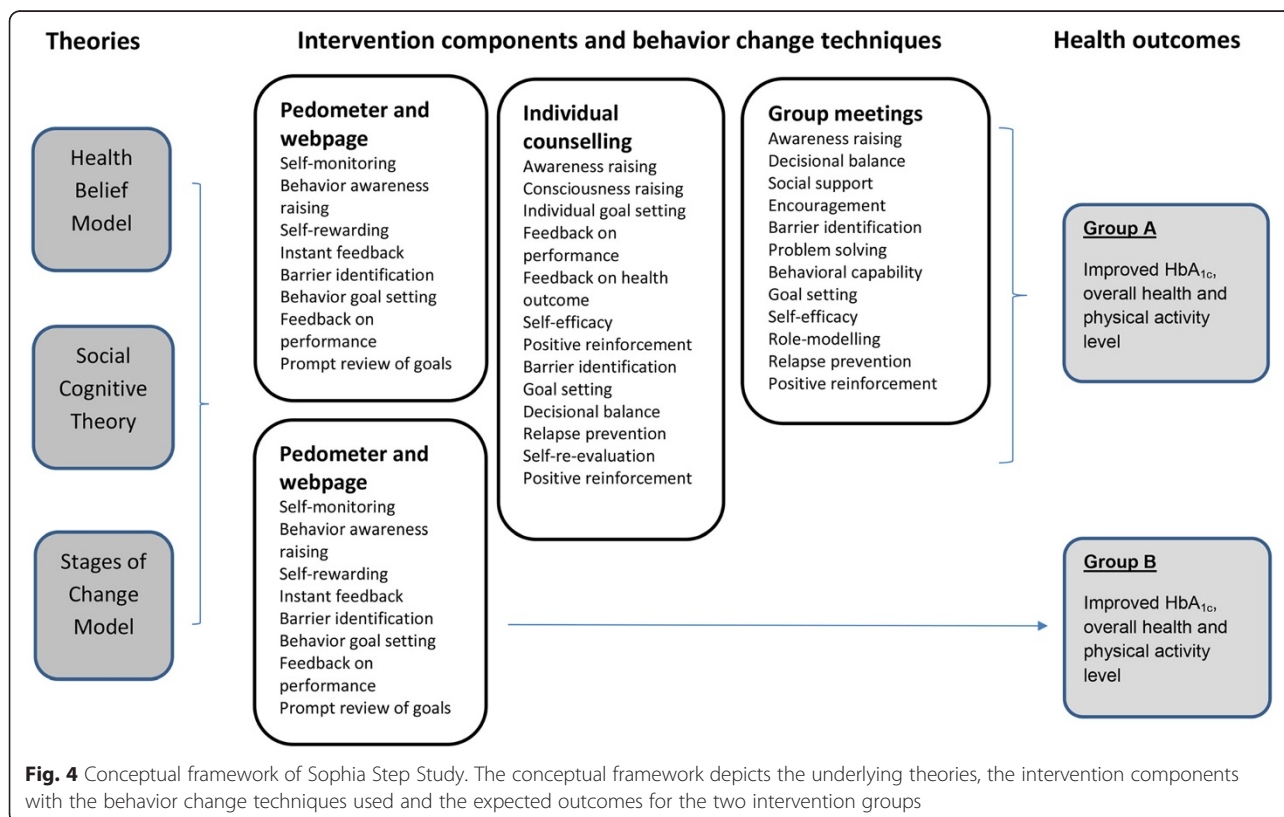 Theories
Intervention components and behavior change techniques
Health outcomes
Health
Belief
Model
Social
Cognitive
Theory
Stages of
Change
Model
Pedometer and
webpage
Self-monitoring
Behavior awareness
raising
Self-rewarding
Instant feedback
Barrier identification
Behavior goal setting
Feedback on
performance
Prompt review of goals
Individual
counselling
Awareness raising
Consciousness raising
Individual goal setting
Feedback on
performance
Feedback on health
outcome
Self-efficacy
Positive reinforcement
Barrier identification
Goal setting
Decisional balance
Relapse prevention
Self-re-evaluation
Positive reinforcement
Group meetings
Awareness raising
Decisional balance
Social support
Encouragement
Barrier identification
Problem solving
Behavioral capability
Goal setting
Self-efficacy
Role-modelling
Relapse prevention
Positive reinforcement
Group A
Improved HbA1c,
overall health and
physical activity
level
Pedometer and
webpage
Self-monitoring
Behavior awareness
raising
Self-rewarding
Instant feedback
Barrier identification
Behavior goal setting
Feedback on
performance
Prompt review of goals
Group B
Improved HbA1c,
overall health and
physical activity
level
Fig. 4 Conceptual framework of Sophia Step Study. The conceptual framework depicts the underlying theories, the intervention components
with the behavior change techniques used and the expected outcomes for the two intervention groups